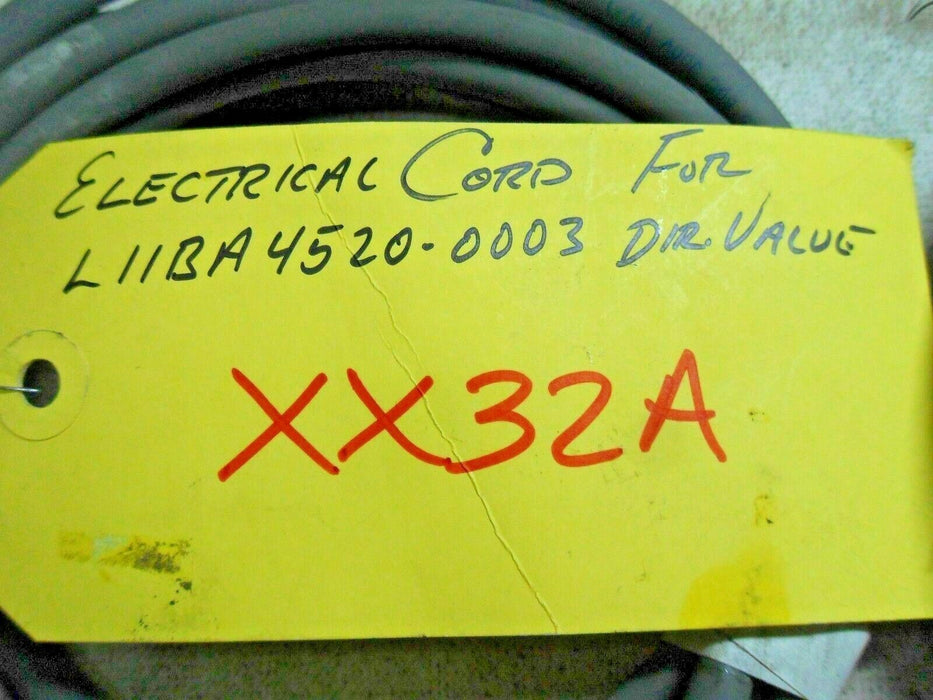 ELECTRICAL CORD FOR
L11BA4520-0003 DIR. VALVE
XX32A